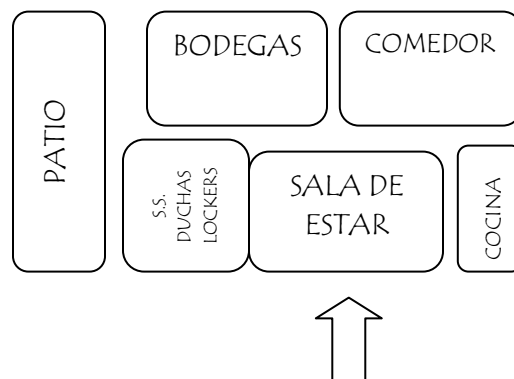 BODEGAS
COMEDOR
PATIO
S.S.
DUCHAS
LOCKERS
SALA DE
ESTAR
COCINA